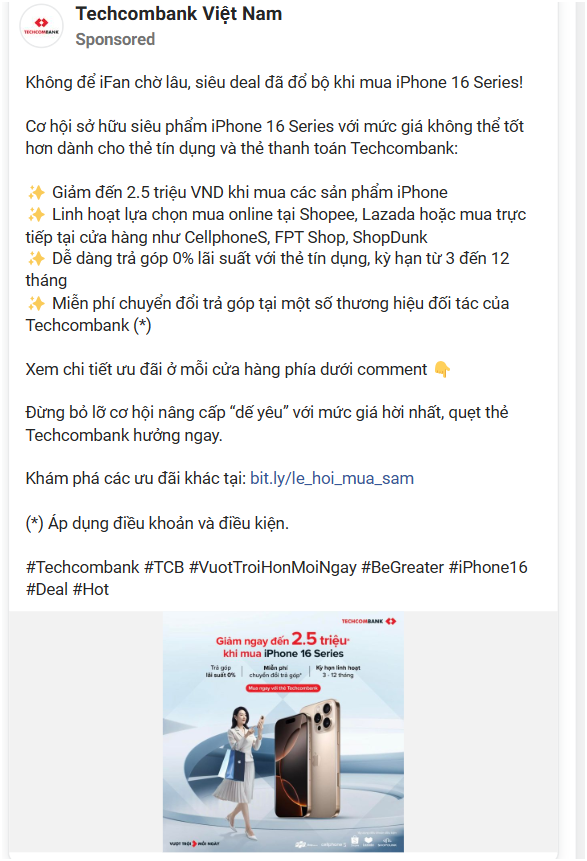 Techcombank Việt Nam
TECHCOMBANK
Sponsored
Không để iFan chờ lâu, siêu deal đã đổ bộ khi mua iPhone 16 Series!
Cơ hội sở hữu siêu phẩm iPhone 16 Series với mức giá không thể tốt
hơn dành cho thẻ tín dụng và thẻ thanh toán Techcombank:
✨ Giảm đến 2.5 triệu VND khi mua các sản phẩm iPhone
✨ Linh hoạt lựa chọn mua online tại Shopee, Lazada hoặc mua trực
tiếp tại cửa hàng như CellphoneS, FPT Shop, ShopDunk
✨ Dễ dàng trả góp 0% lãi suất với thẻ tín dụng, kỳ hạn từ 3 đến 12
tháng
✨ Miễn phí chuyển đổi trả góp tại một số thương hiệu đối tác của
Techcombank (*)
Xem chi tiết ưu đãi ở mỗi cửa hàng phía dưới comment 👇
Đừng bỏ lỡ cơ hội nâng cấp “dế yêu” với mức giá hời nhất, quẹt thẻ
Techcombank hưởng ngay.
Khám phá các ưu đãi khác tại: bit.ly/le_hoi_mua_sam
(*) Áp dụng điều khoản và điều kiện.
#Techcombank #TCB #VuotTroiHonMoiNgay #BeGreater #iPhone16
#Deal #Hot
TECHCOMBANK
Giảm ngay đến 2.5 triệu*
khi mua iPhone 16 Series
Trả góp
lãi suất 0%
Miễn phí
chuyển đổi trả góp*
Kỳ hạn linh hoạt
3 - 12 tháng
Mua ngay với thẻ Techcombank
VƯỢT TRỘI MỖI NGÀY